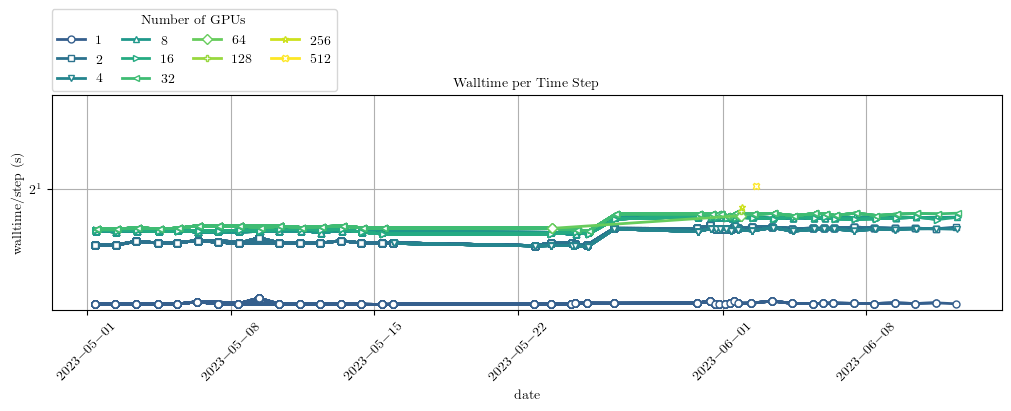 Number of GPUs
1 8 64 256
2 16 128 512
4 32
Walltime per Time Step
walltime/step (s)
2¹
2023−05−01 2023−05−08 2023−05−15 2023−05−22 2023−06−01 2023−06−08
date